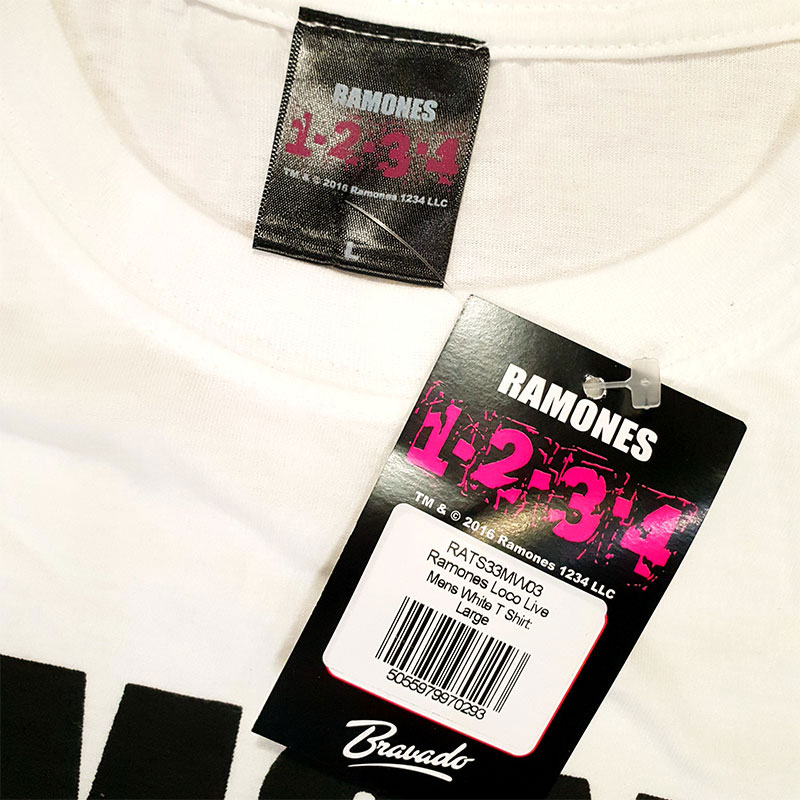 RAMONES
1-2-3-4
TM. & © 2016 Ramones 1234 LLC
L
RAMONES
1-2-3-4
TM & © 2016 Ramones 1234 LLC
RATS33MW03
Ramones Loco Live
Mens White T Shirt:
Large
5055979970293
Bravado